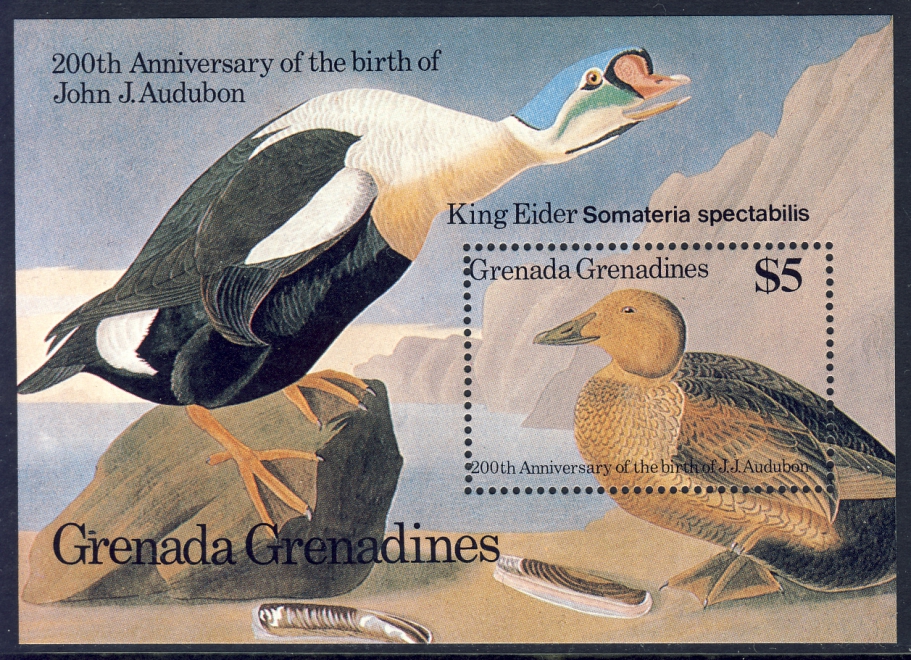 200th Anniversary of the birth of
John J. Audubon
King Eider Somateria spectabilis
Grenada Grenadines
$5
200th Anniversary of the birth of J.J. Audubon
Grenada Grenadines